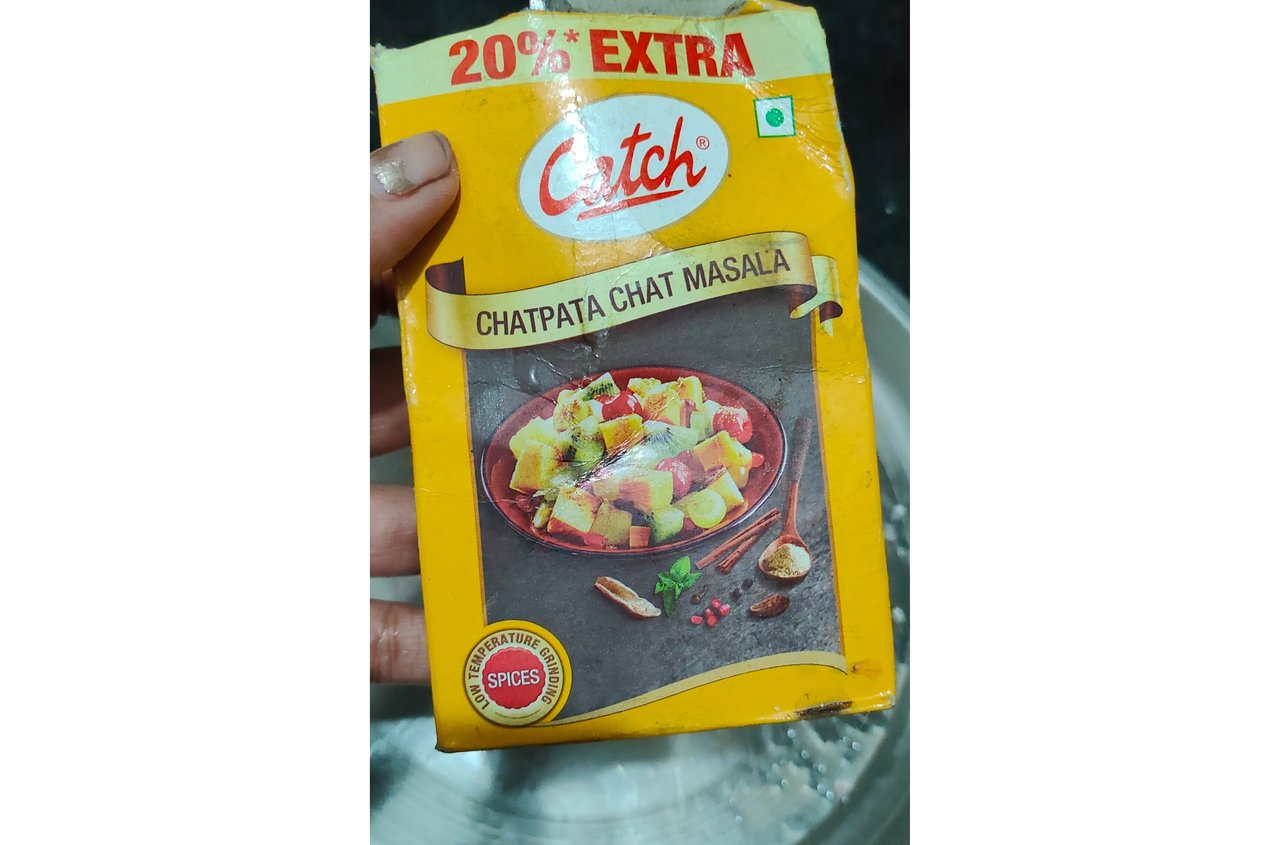 20%* EXTRA
Catch®
CHATPATA CHAT MASALA
LOW TEMPERATURE GRINDING
SPICES